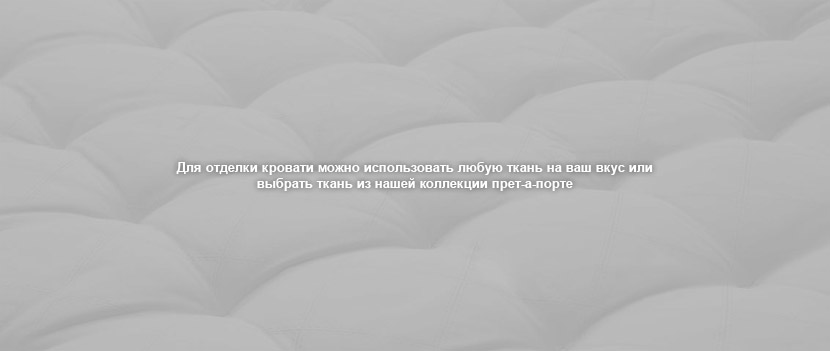 Для отделки кровати можно использовать любую ткань на ваш вкус или
выбрать ткань из нашей коллекции прет-а-порте